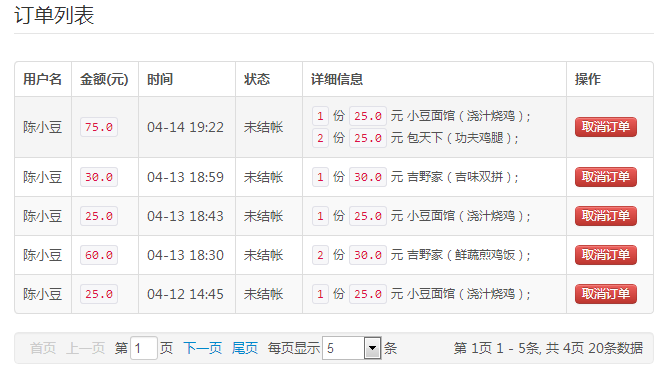 订单列表
用户名 金额(元) 时间 状态 详细信息 操作
陈小豆 75.0 04-14 19:22 未结帐 1 份 25.0 元 小豆面馆（浇汁烧鸡）;
2 份 25.0 元 包天下（功夫鸡腿）; 取消订单
陈小豆 30.0 04-13 18:59 未结帐 1 份 30.0 元 吉野家（吉味双拼）; 取消订单
陈小豆 25.0 04-13 18:43 未结帐 1 份 25.0 元 小豆面馆（浇汁烧鸡）; 取消订单
陈小豆 60.0 04-13 18:30 未结帐 2 份 30.0 元 吉野家（鲜蔬煎鸡饭）; 取消订单
陈小豆 25.0 04-12 14:45 未结帐 1 份 25.0 元 小豆面馆（浇汁烧鸡）; 取消订单
首页 上一页 第 1 页 下一页 尾页 每页显示 5 条 第 1页 1 - 5条, 共 4页 20条数据